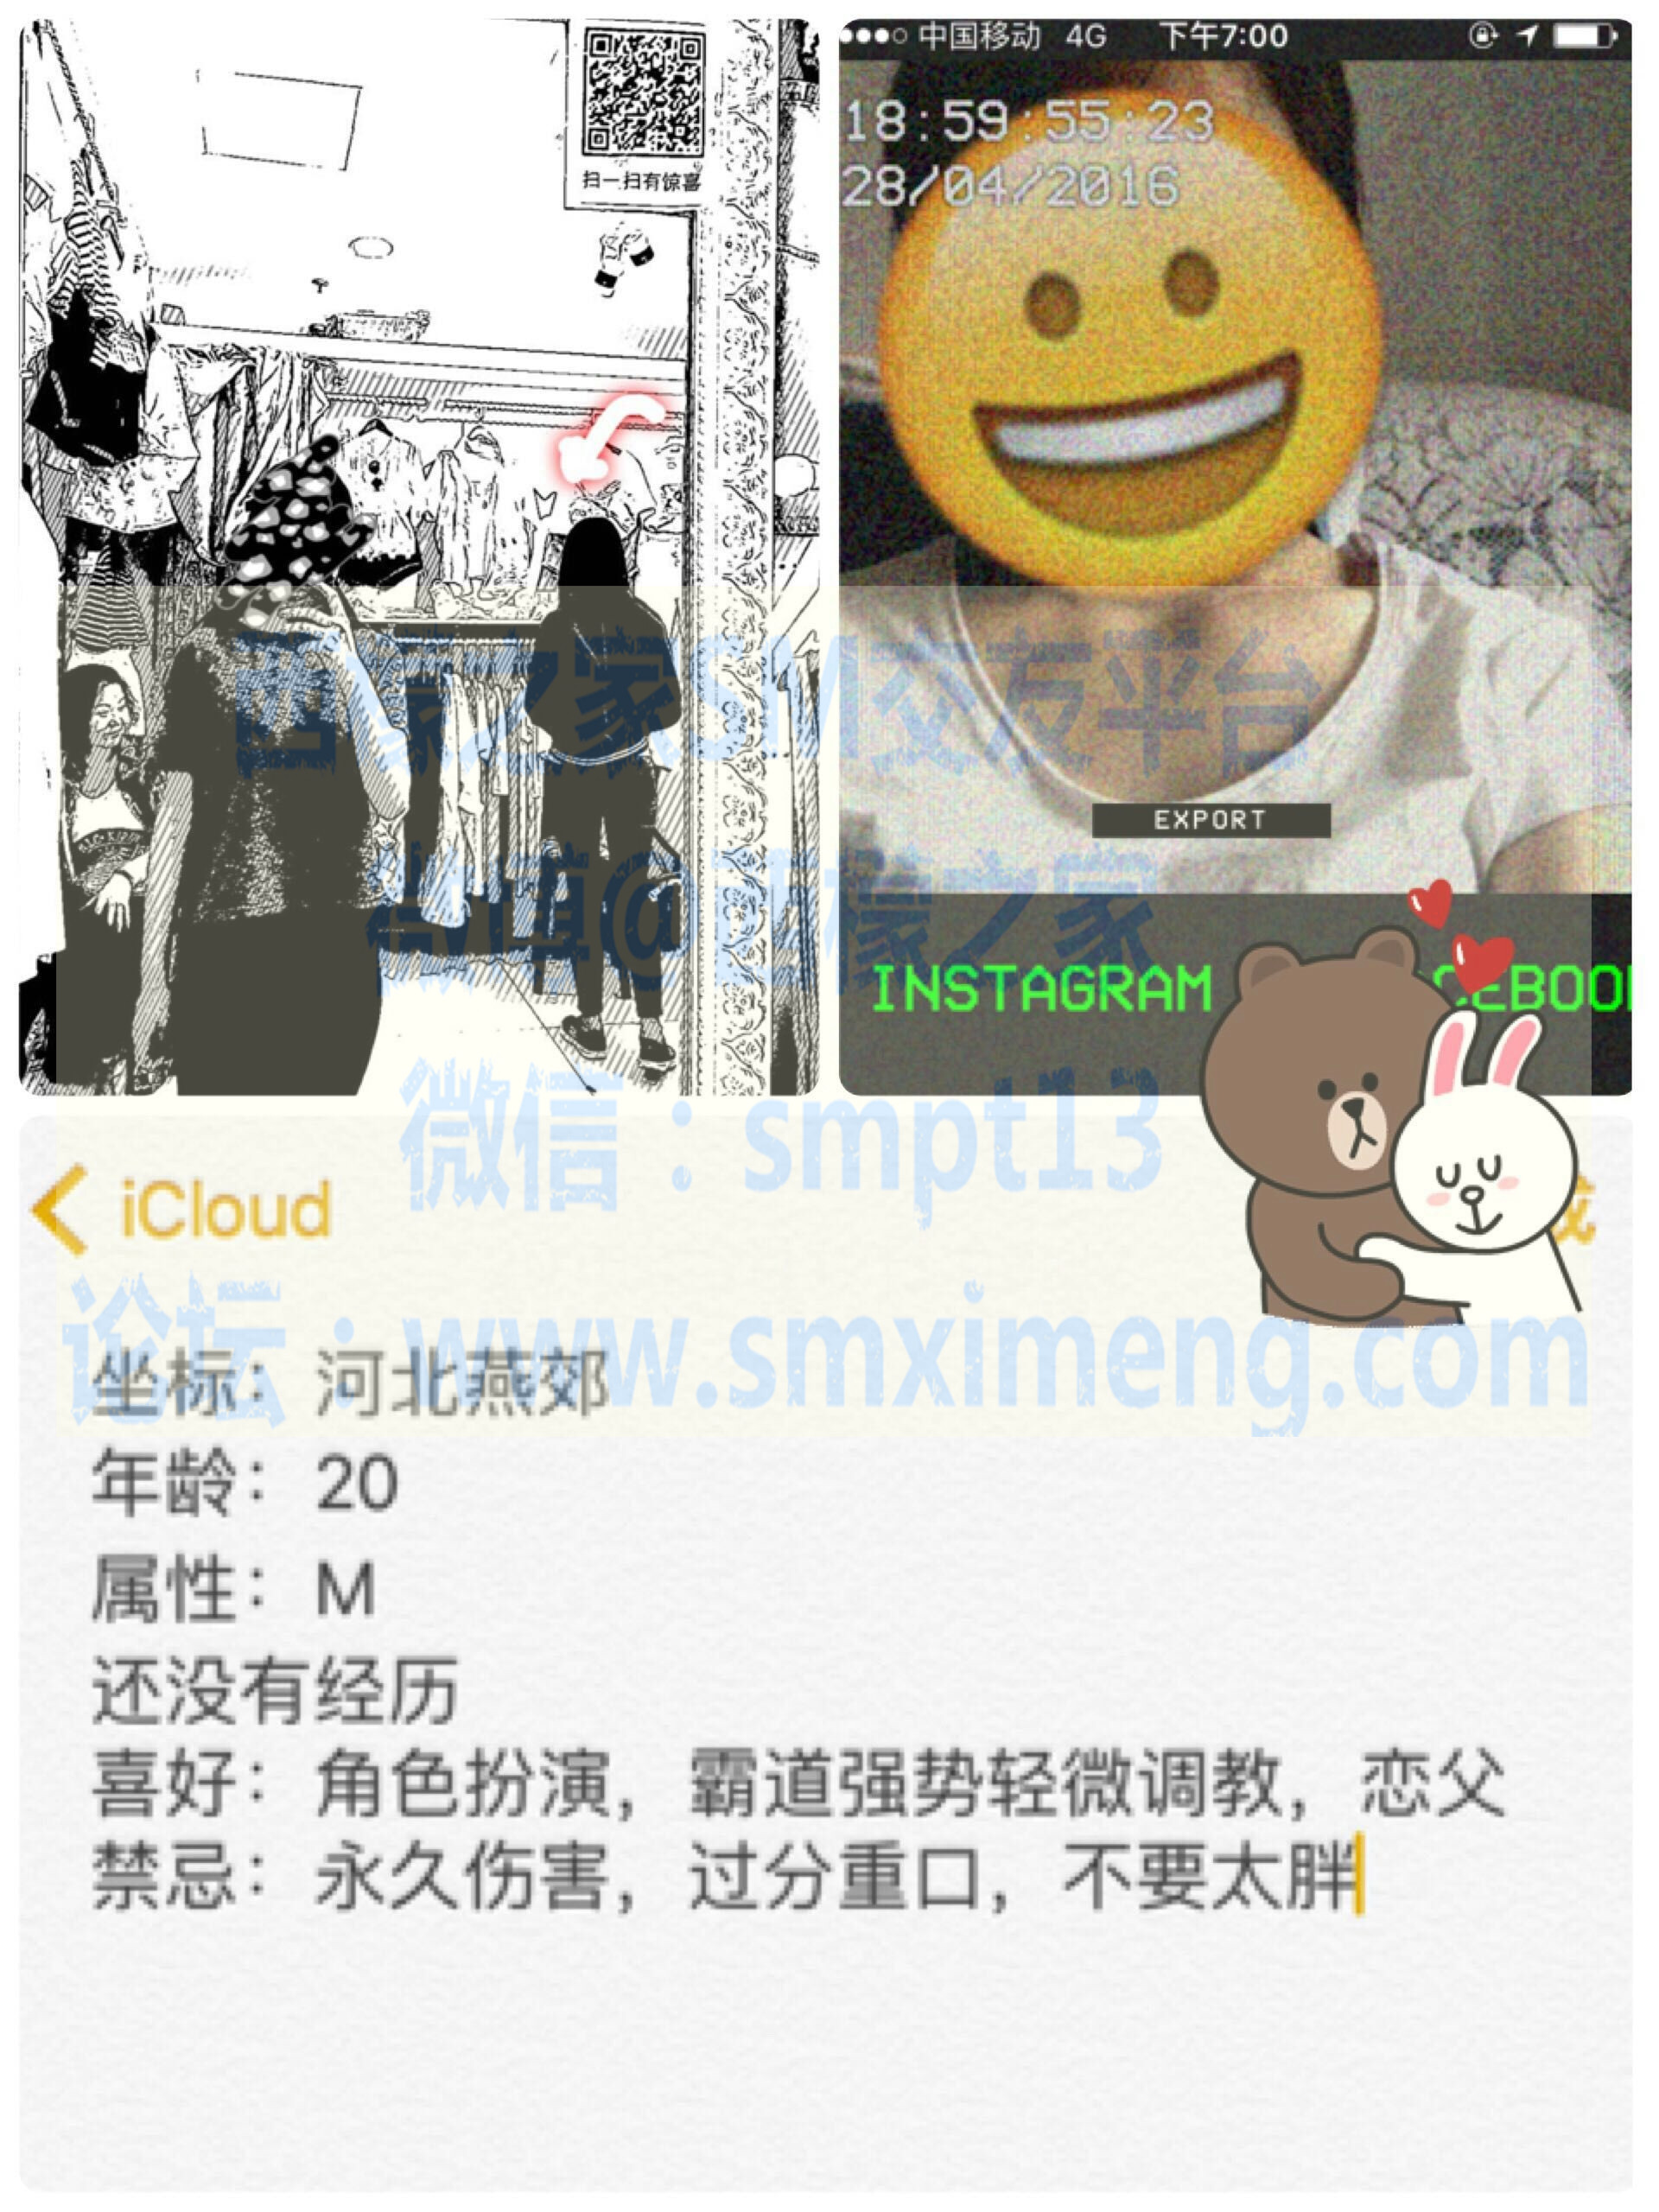 扫一扫有惊喜
中国移动 4G 下午7:00
18:59:55:23
28/04/2016
西檬之家SM交友平台
EXPORT
微博@西檬之家
INSTAGRAM
CEBOO
微信：smpt13
iCloud
论坛：www.smximeng.com
坐标：河北燕郊
年龄：20
属性：M
还没有经历
喜好：角色扮演，霸道强势轻微调教，恋父
禁忌：永久伤害，过分重口，不要太胖